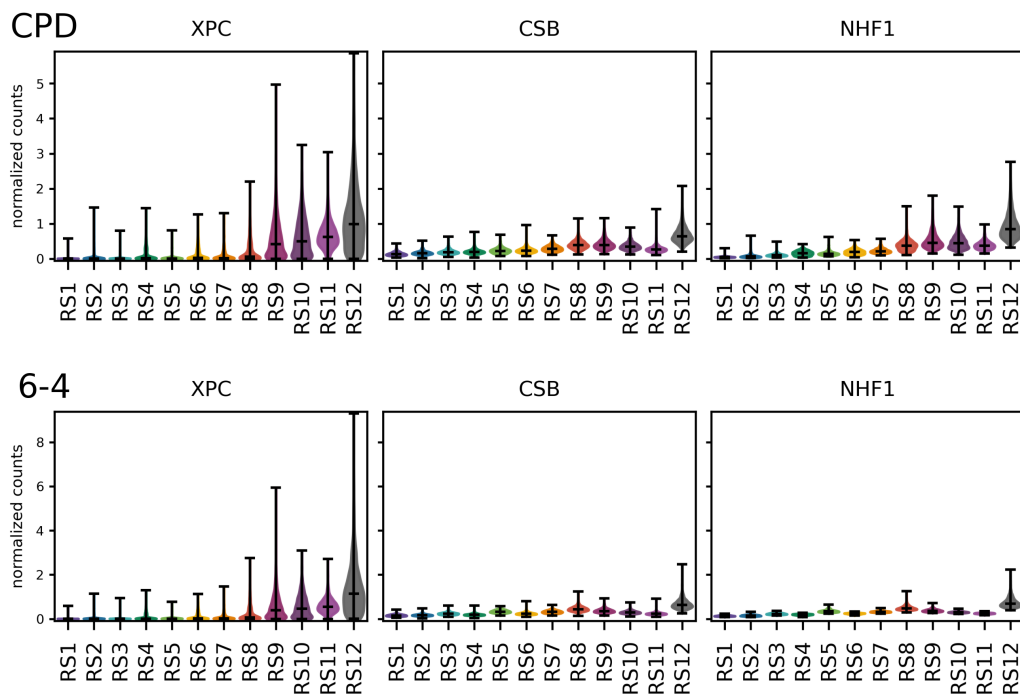 CPD
XPC CSB NHF1
normalized counts
5
4
3
2
1
0
RS1 RS2 RS3 RS4 RS5 RS6 RS7 RS8 RS9 RS10 RS11 RS12 RS1 RS2 RS3 RS4 RS5 RS6 RS7 RS8 RS9 RS10 RS11 RS12 RS1 RS2 RS3 RS4 RS5 RS6 RS7 RS8 RS9 RS10 RS11 RS12
6-4
XPC CSB NHF1
normalized counts
8
6
4
2
0
RS1 RS2 RS3 RS4 RS5 RS6 RS7 RS8 RS9 RS10 RS11 RS12 RS1 RS2 RS3 RS4 RS5 RS6 RS7 RS8 RS9 RS10 RS11 RS12 RS1 RS2 RS3 RS4 RS5 RS6 RS7 RS8 RS9 RS10 RS11 RS12